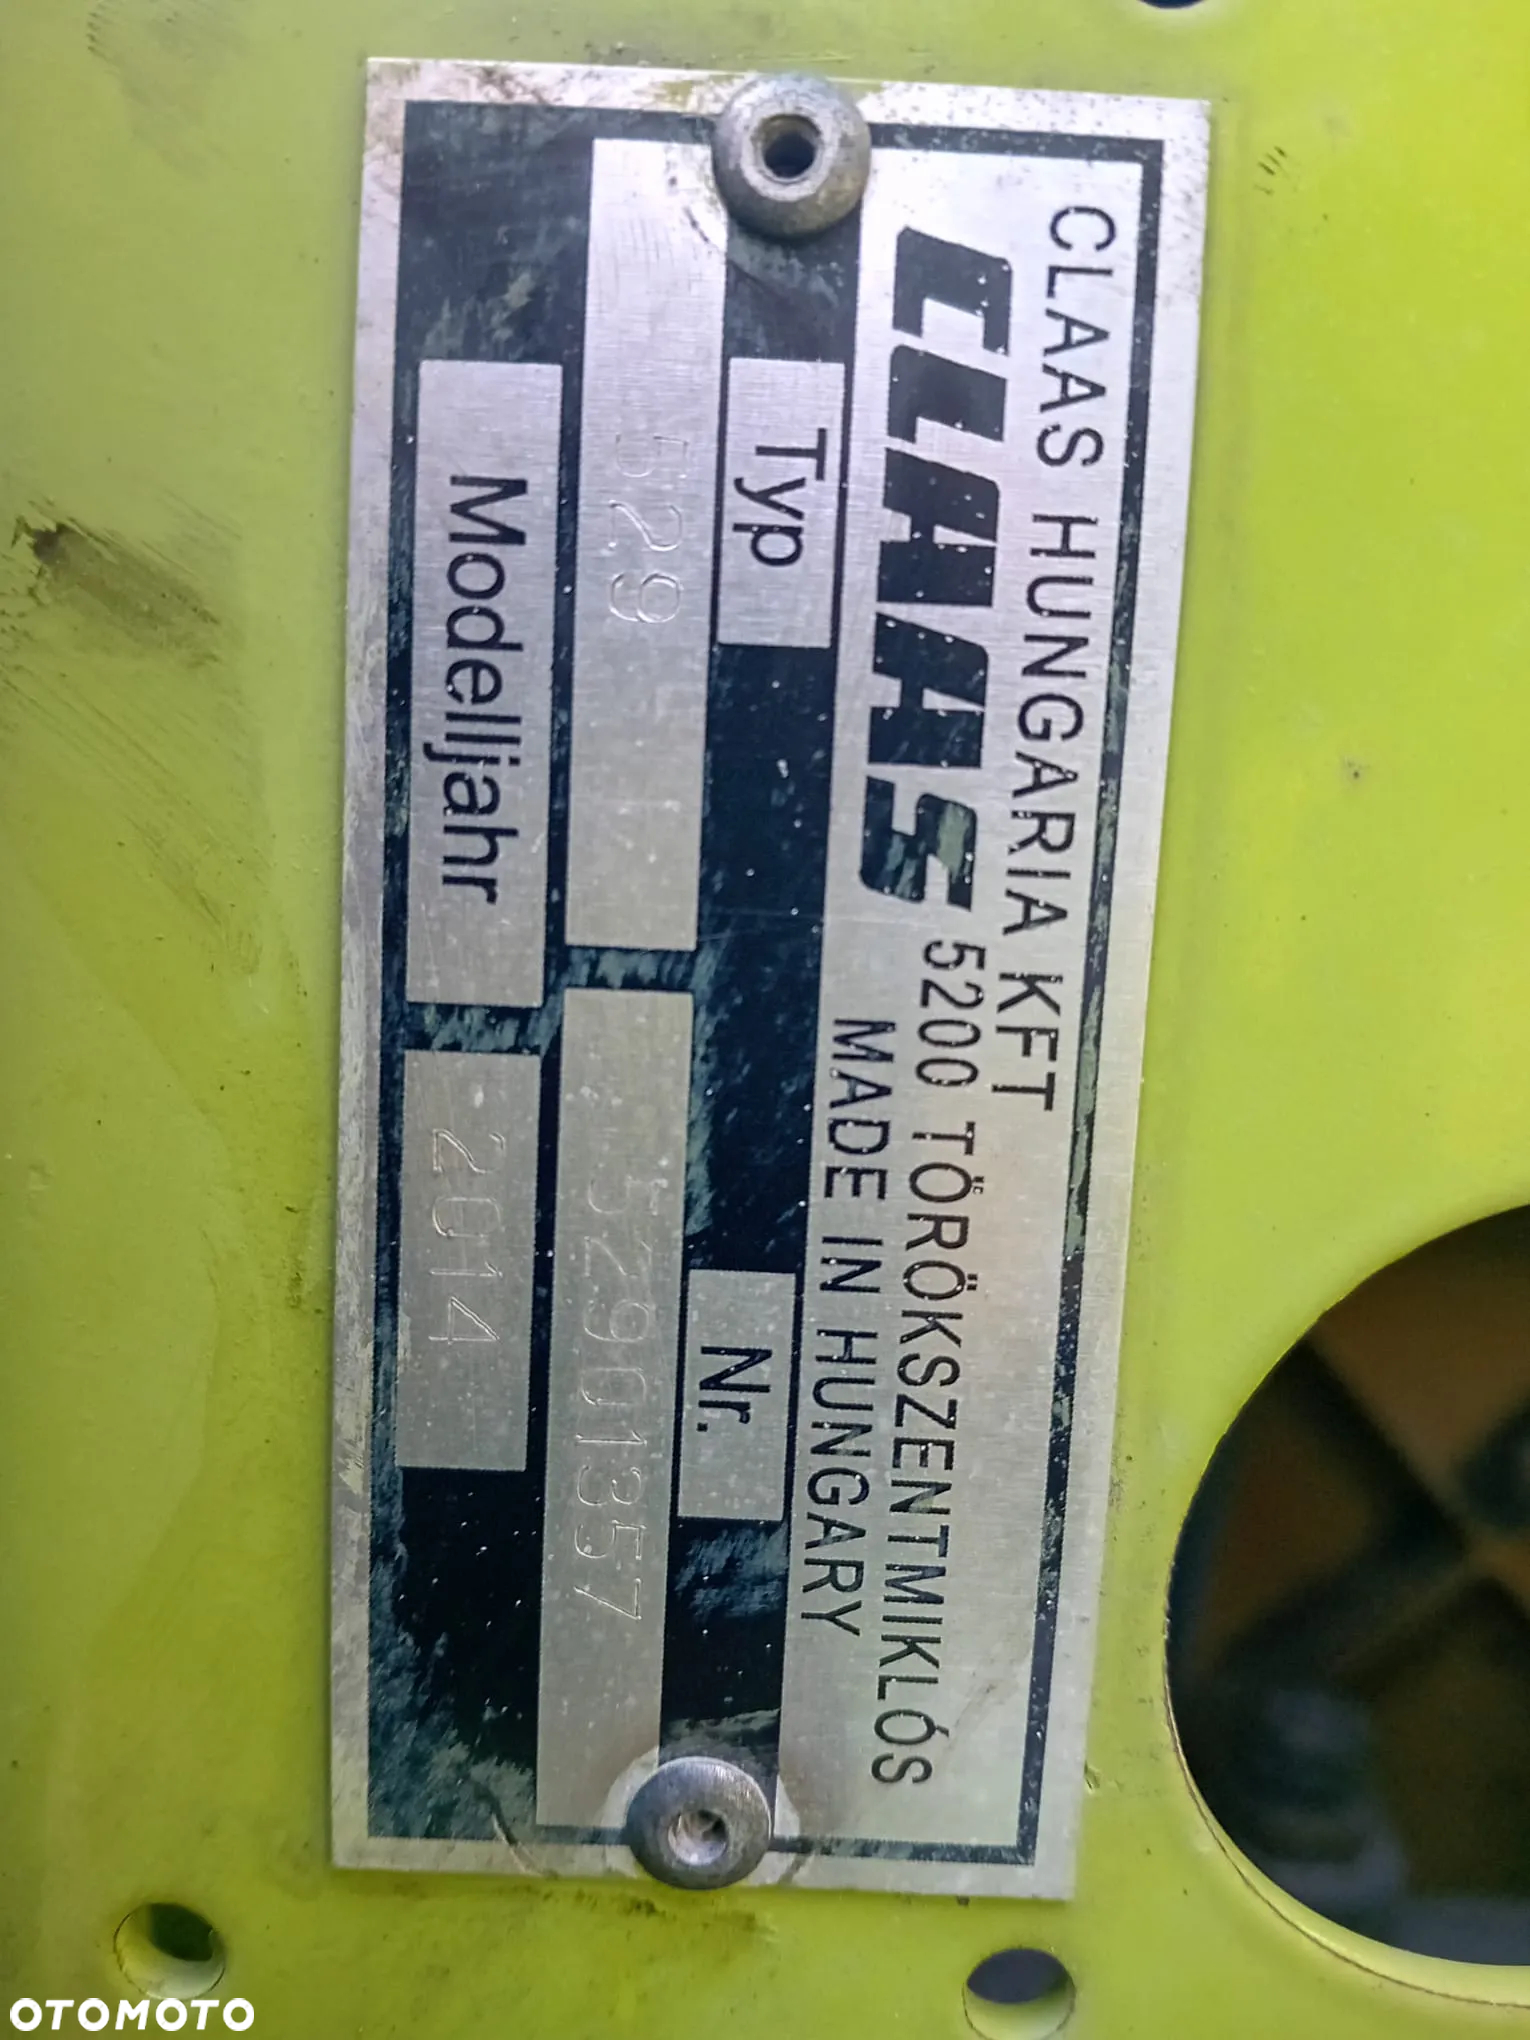 CLAAS HUNGARIA KFT
CLAAS 5200 TÖRÖKSZENTMIKLÓS
MADE IN HUNGARY
Typ Nr.
529 52901357
Modelljahr 2014
OTOMOTO